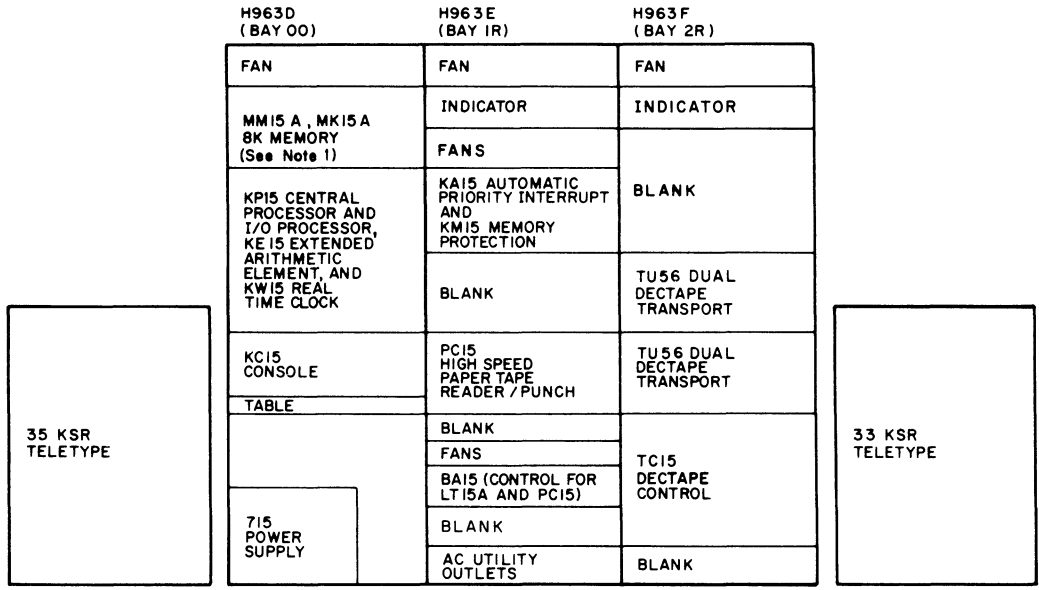 H963D
(BAY 00)
H963E
(BAY 1R)
H963F
(BAY 2R)
FAN
MM15 A, MK15A
8K MEMORY
(See Note 1)
KP15 CENTRAL
PROCESSOR AND
I/O PROCESSOR,
KE15 EXTENDED
ARITHMETIC
ELEMENT, AND
KW15 REAL
TIME CLOCK
KC15
CONSOLE
TABLE
715
POWER
SUPPLY
FAN
INDICATOR
FANS
KA15 AUTOMATIC
PRIORITY INTERRUPT
AND
KM15 MEMORY
PROTECTION
BLANK
PC15
HIGH SPEED
PAPER TAPE
READER / PUNCH
BLANK
FANS
BA15 (CONTROL FOR
LT15A AND PC15)
BLANK
AC UTILITY
OUTLETS
FAN
INDICATOR
BLANK
TU56 DUAL
DECTAPE
TRANSPORT
TU56 DUAL
DECTAPE
TRANSPORT
TC15
DECTAPE
CONTROL
BLANK
35 KSR
TELETYPE
33 KSR
TELETYPE